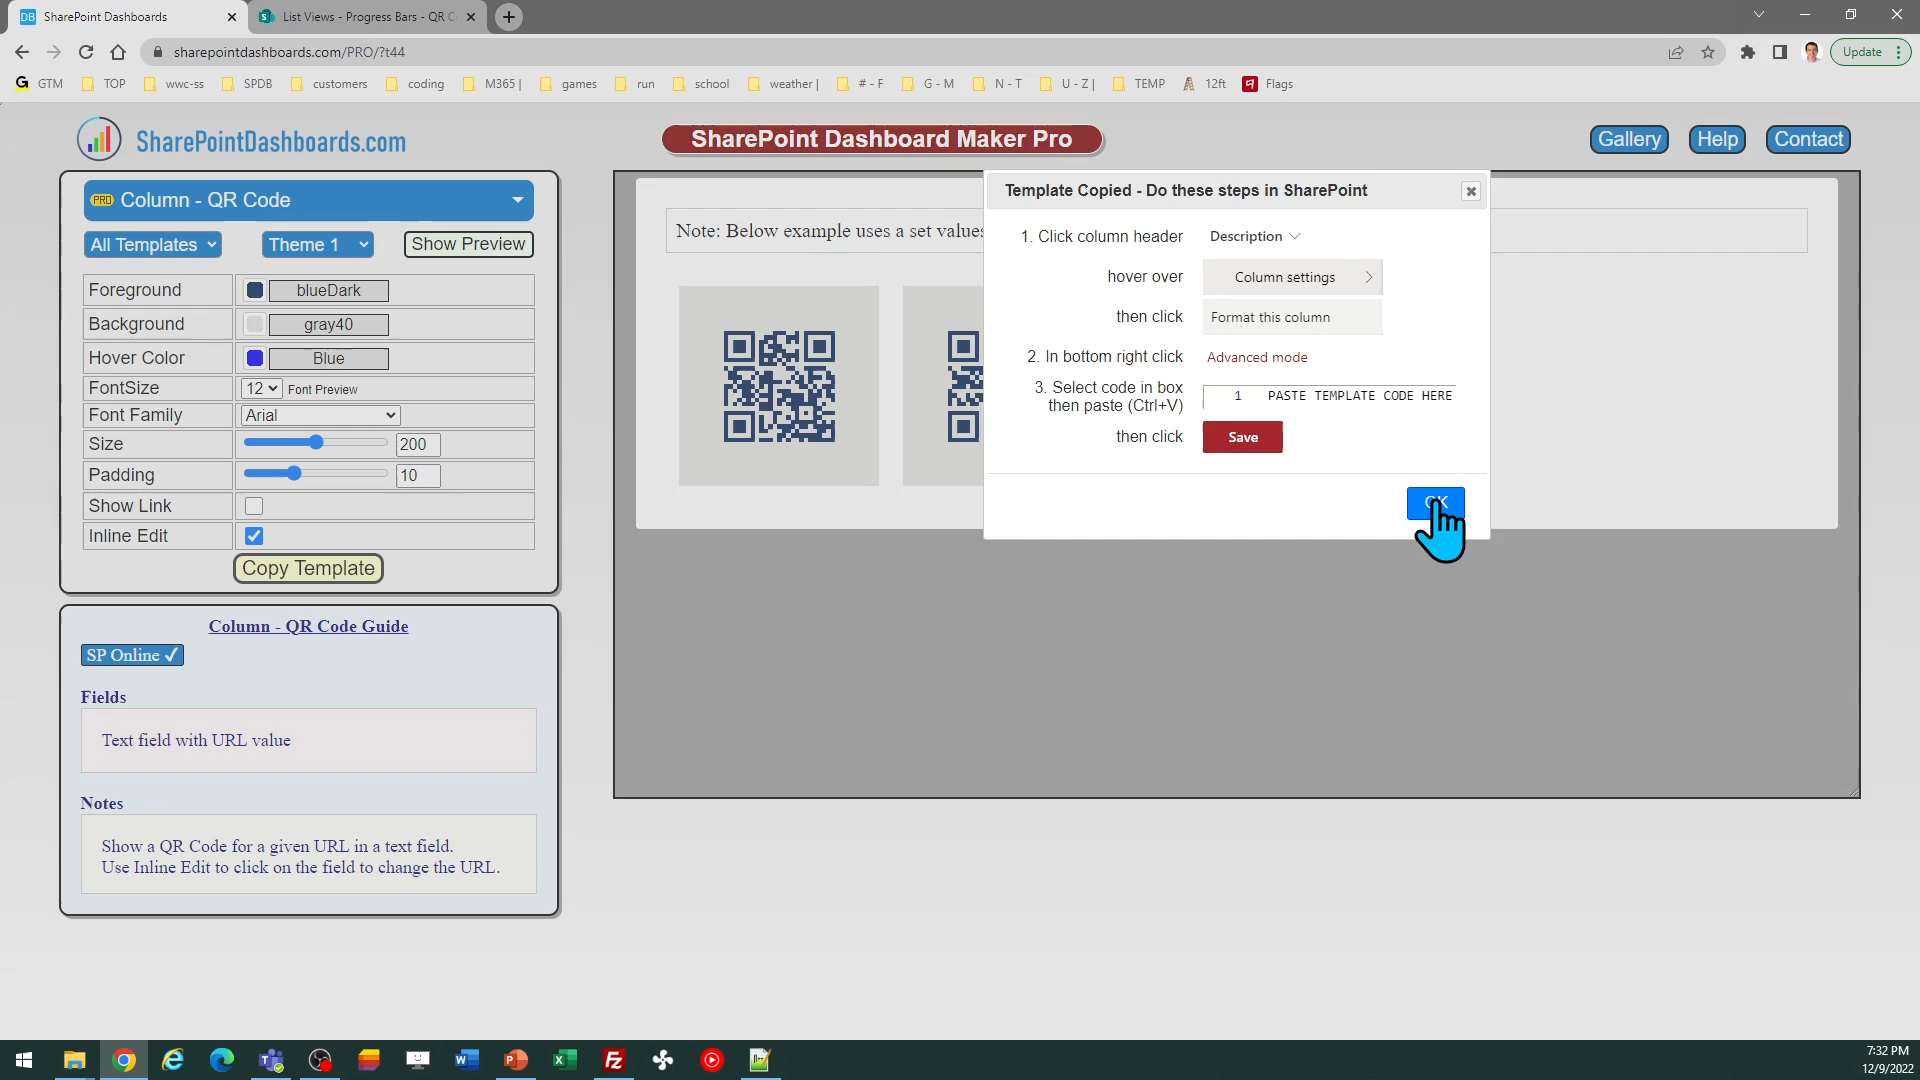 DB SharePoint Dashboards
S List Views - Progress Bars - QR C
sharepointdashboards.com/PRO/?t44
Update
G GTM TOP wwc-ss SPDB customers coding M365 | games run school weather | # - F G - M N - T U - Z | TEMP 12ft Flags
SharePointDashboards.com
SharePoint Dashboard Maker Pro
Gallery Help Contact
PRO Column - QR Code
All Templates Theme 1 Show Preview
Foreground blueDark
Background gray40
Hover Color Blue
FontSize 12 Font Preview
Font Family Arial
Size 200
Padding 10
Show Link
Inline Edit
Copy Template
Column - QR Code Guide
SP Online ✓
Fields
Text field with URL value
Notes
Show a QR Code for a given URL in a text field.
Use Inline Edit to click on the field to change the URL.
Note: Below example uses a set values
Template Copied - Do these steps in SharePoint
1. Click column header Description
hover over Column settings
then click Format this column
2. In bottom right click Advanced mode
3. Select code in box
then paste (Ctrl+V)
1 PASTE TEMPLATE CODE HERE
then click Save
OK
7:32 PM
12/9/2022